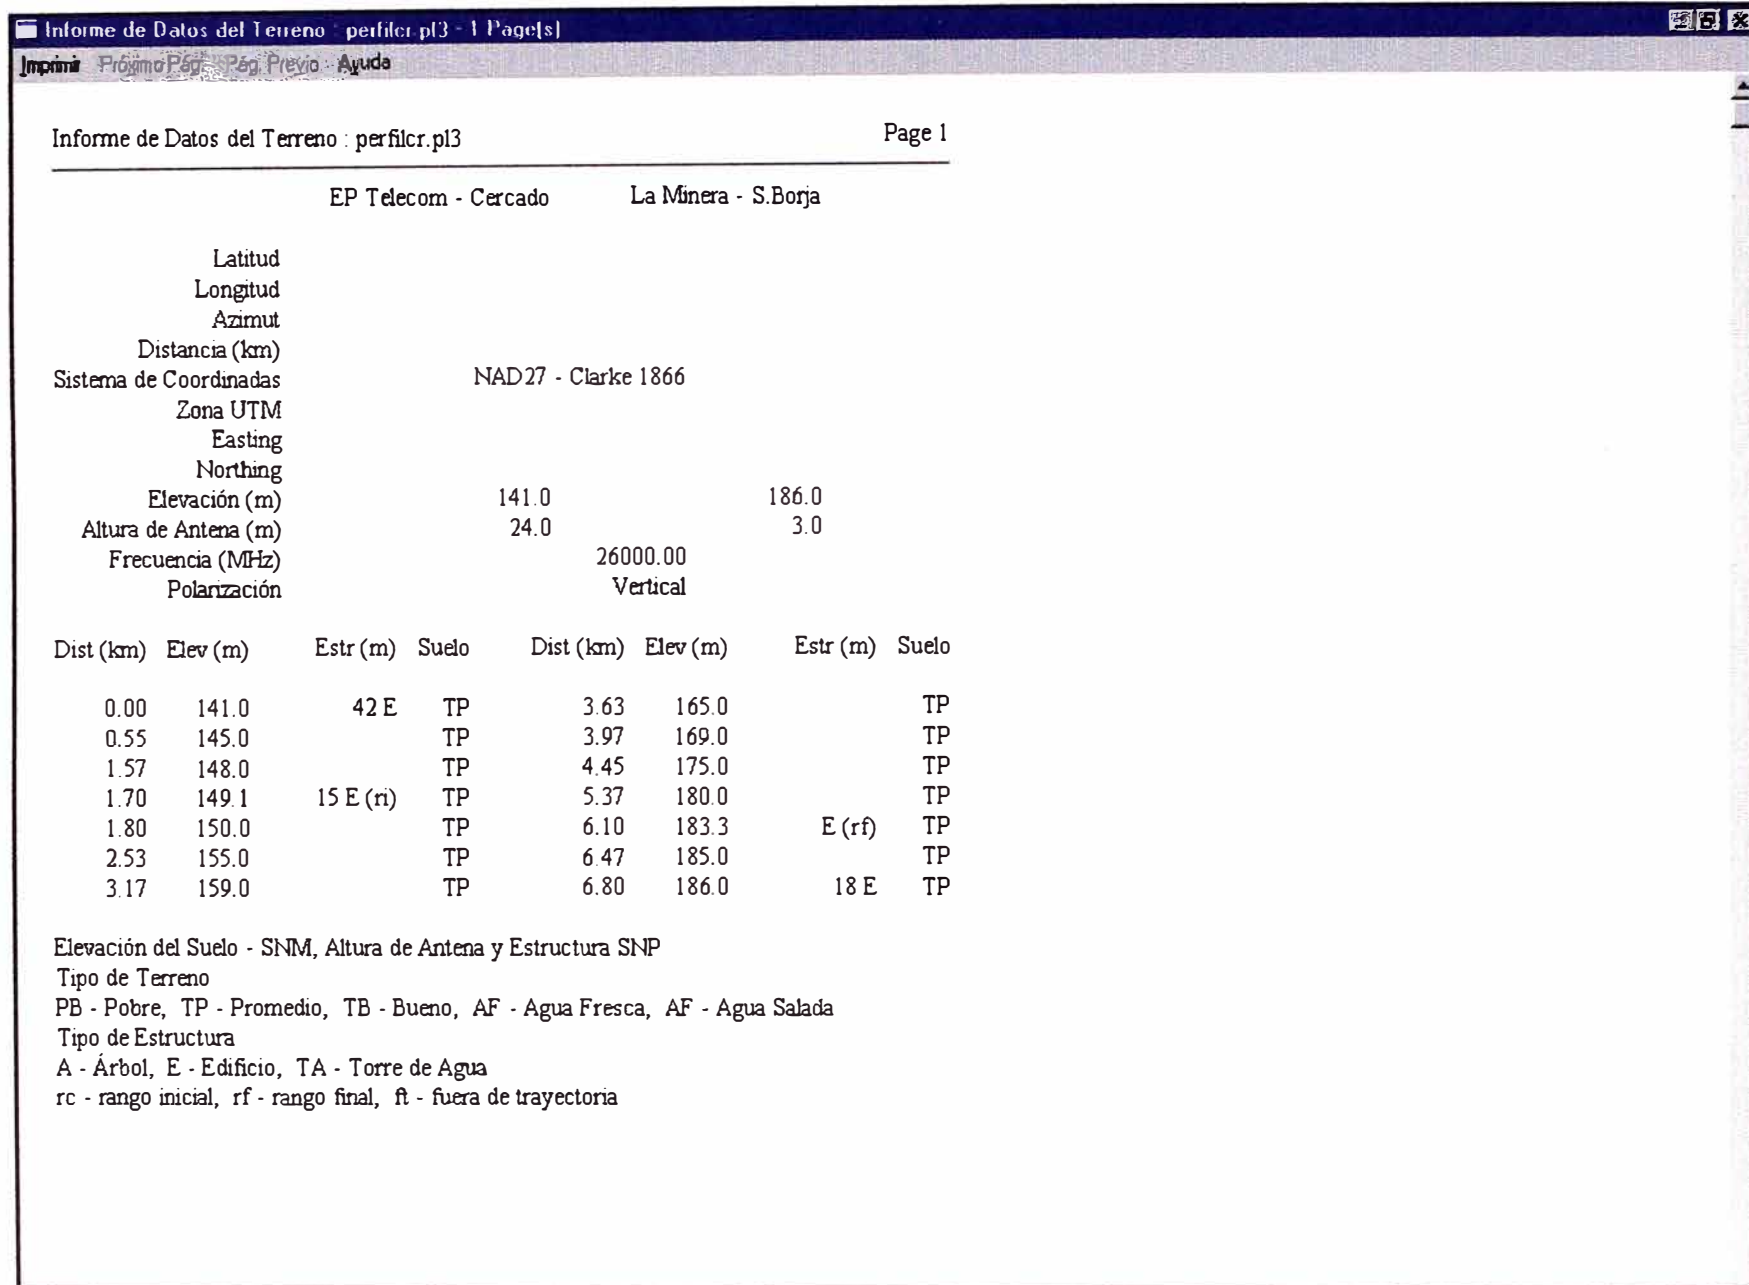 Informe de Datos del Terreno : perfilcr.pl3 - 1 Page[s]
Imprimir Próximo Pág. Pág. Previo Ayuda
Informe de Datos del Terreno : perfilcr.pl3 Page 1
EP Telecom - Cercado La Minera - S.Borja
Latitud
Longitud
Azimut
Distancia (km)
Sistema de Coordinadas NAD27 - Clarke 1866
Zona UTM
Easting
Northing
Elevación (m) 141.0 186.0
Altura de Antena (m) 24.0 3.0
Frecuencia (MHz) 26000.00
Polarización Vertical
Dist (km) Elev (m) Estr (m) Suelo Dist (km) Elev (m) Estr (m) Suelo
0.00 141.0 42 E TP 3.63 165.0 TP
0.55 145.0 TP 3.97 169.0 TP
1.57 148.0 TP 4.45 175.0 TP
1.70 149.1 15 E (ri) TP 5.37 180.0 TP
1.80 150.0 TP 6.10 183.3 E (rf) TP
2.53 155.0 TP 6.47 185.0 TP
3.17 159.0 TP 6.80 186.0 18 E TP
Elevación del Suelo - SNM, Altura de Antena y Estructura SNP
Tipo de Terreno
PB - Pobre, TP - Promedio, TB - Bueno, AF - Agua Fresca, AF - Agua Salada
Tipo de Estructura
A - Árbol, E - Edificio, TA - Torre de Agua
rc - rango inicial, rf - rango final, ft - fuera de trayectoria